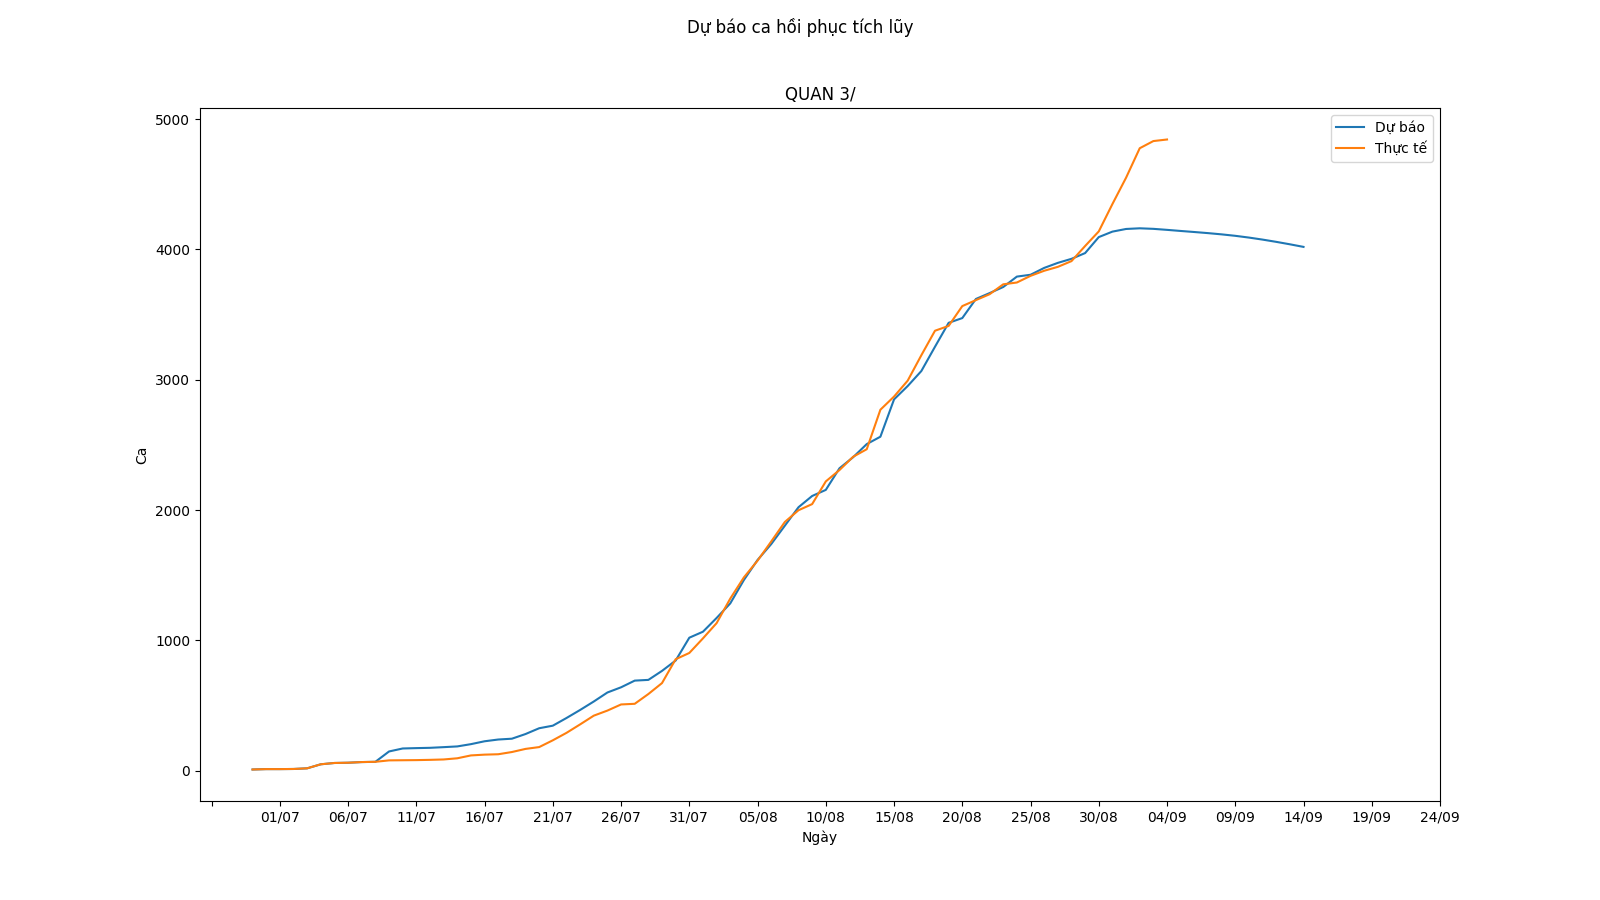 Dự báo ca hồi phục tích lũy
QUAN 3/
5000
4000
3000
2000
1000
0
Ca
Dự báo
Thực tế
01/07 06/07 11/07 16/07 21/07 26/07 31/07 05/08 10/08 15/08 20/08 25/08 30/08 04/09 09/09 14/09 19/09 24/09
Ngày